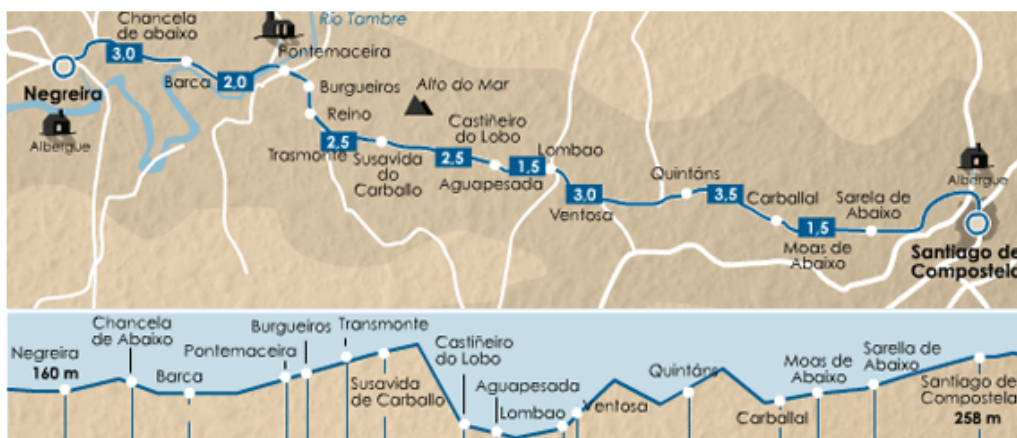 Chancela
de abaixo
Río Tambre
3,0
Pontemaceira
Barca
2,0
Negreira
Burgueiros
Alto do Mar
Reino
Albergue
Castiñeiro
do Lobo
2,5
Trasmonte
Susavida
do
Carballo
2,5
1,5
Lombao
Aguapesada
Quintáns
Albergue
3,0
3,5
Ventosa
Carballal
Sarela de
Abaixo
1,5
Moas de
Abaixo
Santiago de
Compostela
Negreira
160 m
Chancela
de Abaixo
Barca
Pontemaceira
Burgueiros
Transmonte
Susavida
de Carballo
Castiñeiro
do Lobo
Aguapesada
Lombao
Ventosa
Quintáns
Carballal
Moas de
Abaixo
Sarella de
Abaixo
Santiago de
Compostela
258 m